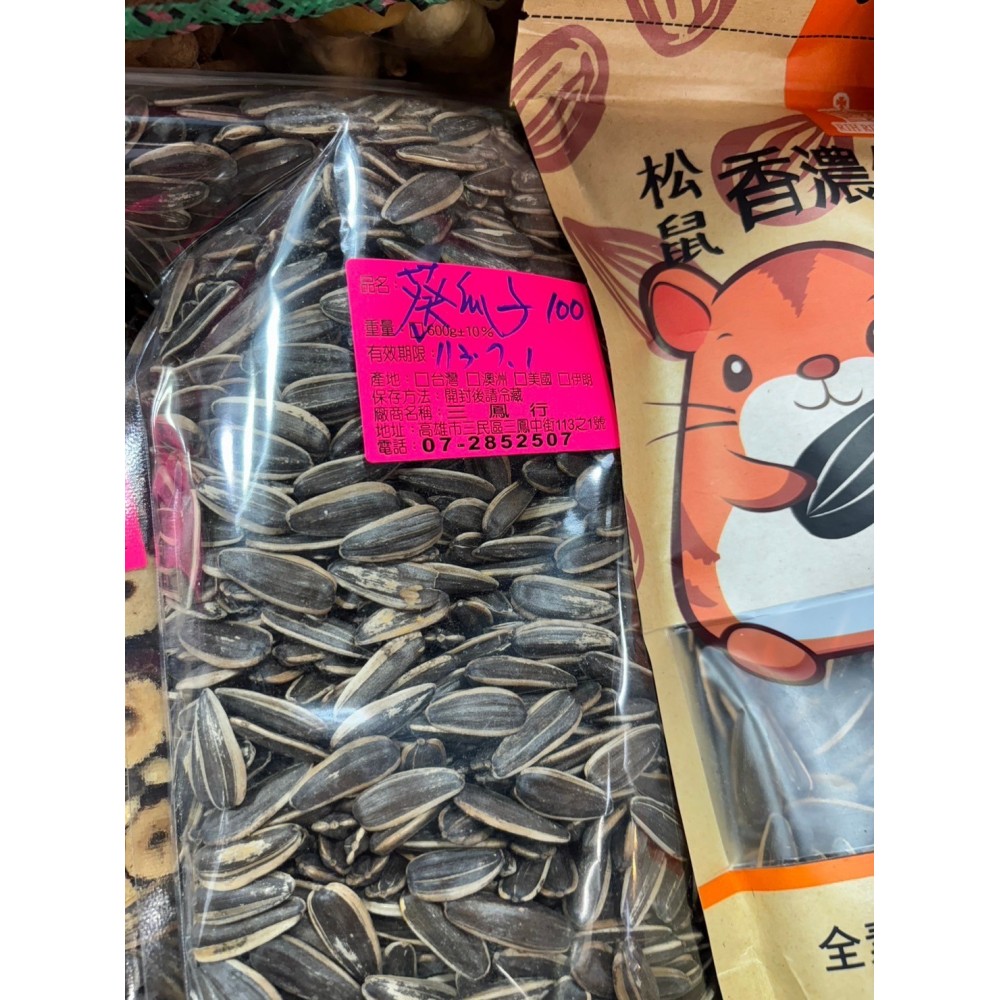 品名：葵瓜子 100
重量：□600g±10%
有效期限：113.7.1
產地：□台灣 □澳洲 □美國 □伊朗
保存方法：開封後請冷藏
廠商名稱：三鳳行
地址：高雄市三民區三鳳中街113之1號
電話：07-2852507
松鼠
香濃
全